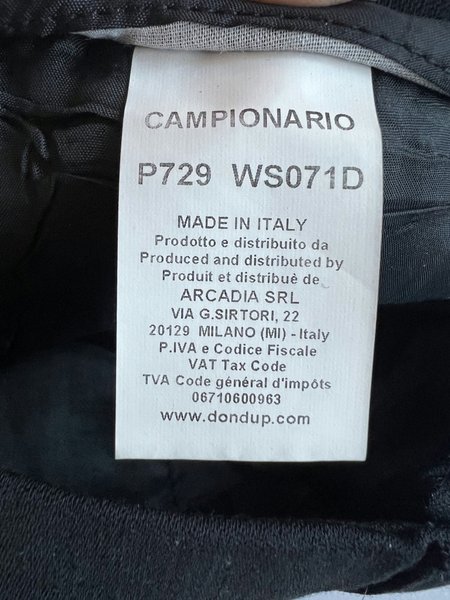 CAMPIONARIO
P729 WS071D
MADE IN ITALY
Prodotto e distribuito da
Produced and distributed by
Produit et distribuè de
ARCADIA SRL
VIA G.SIRTORI, 22
20129 MILANO (MI) - Italy
P.IVA e Codice Fiscale
VAT Tax Code
TVA Code général d'impôts
06710600963
www.dondup.com